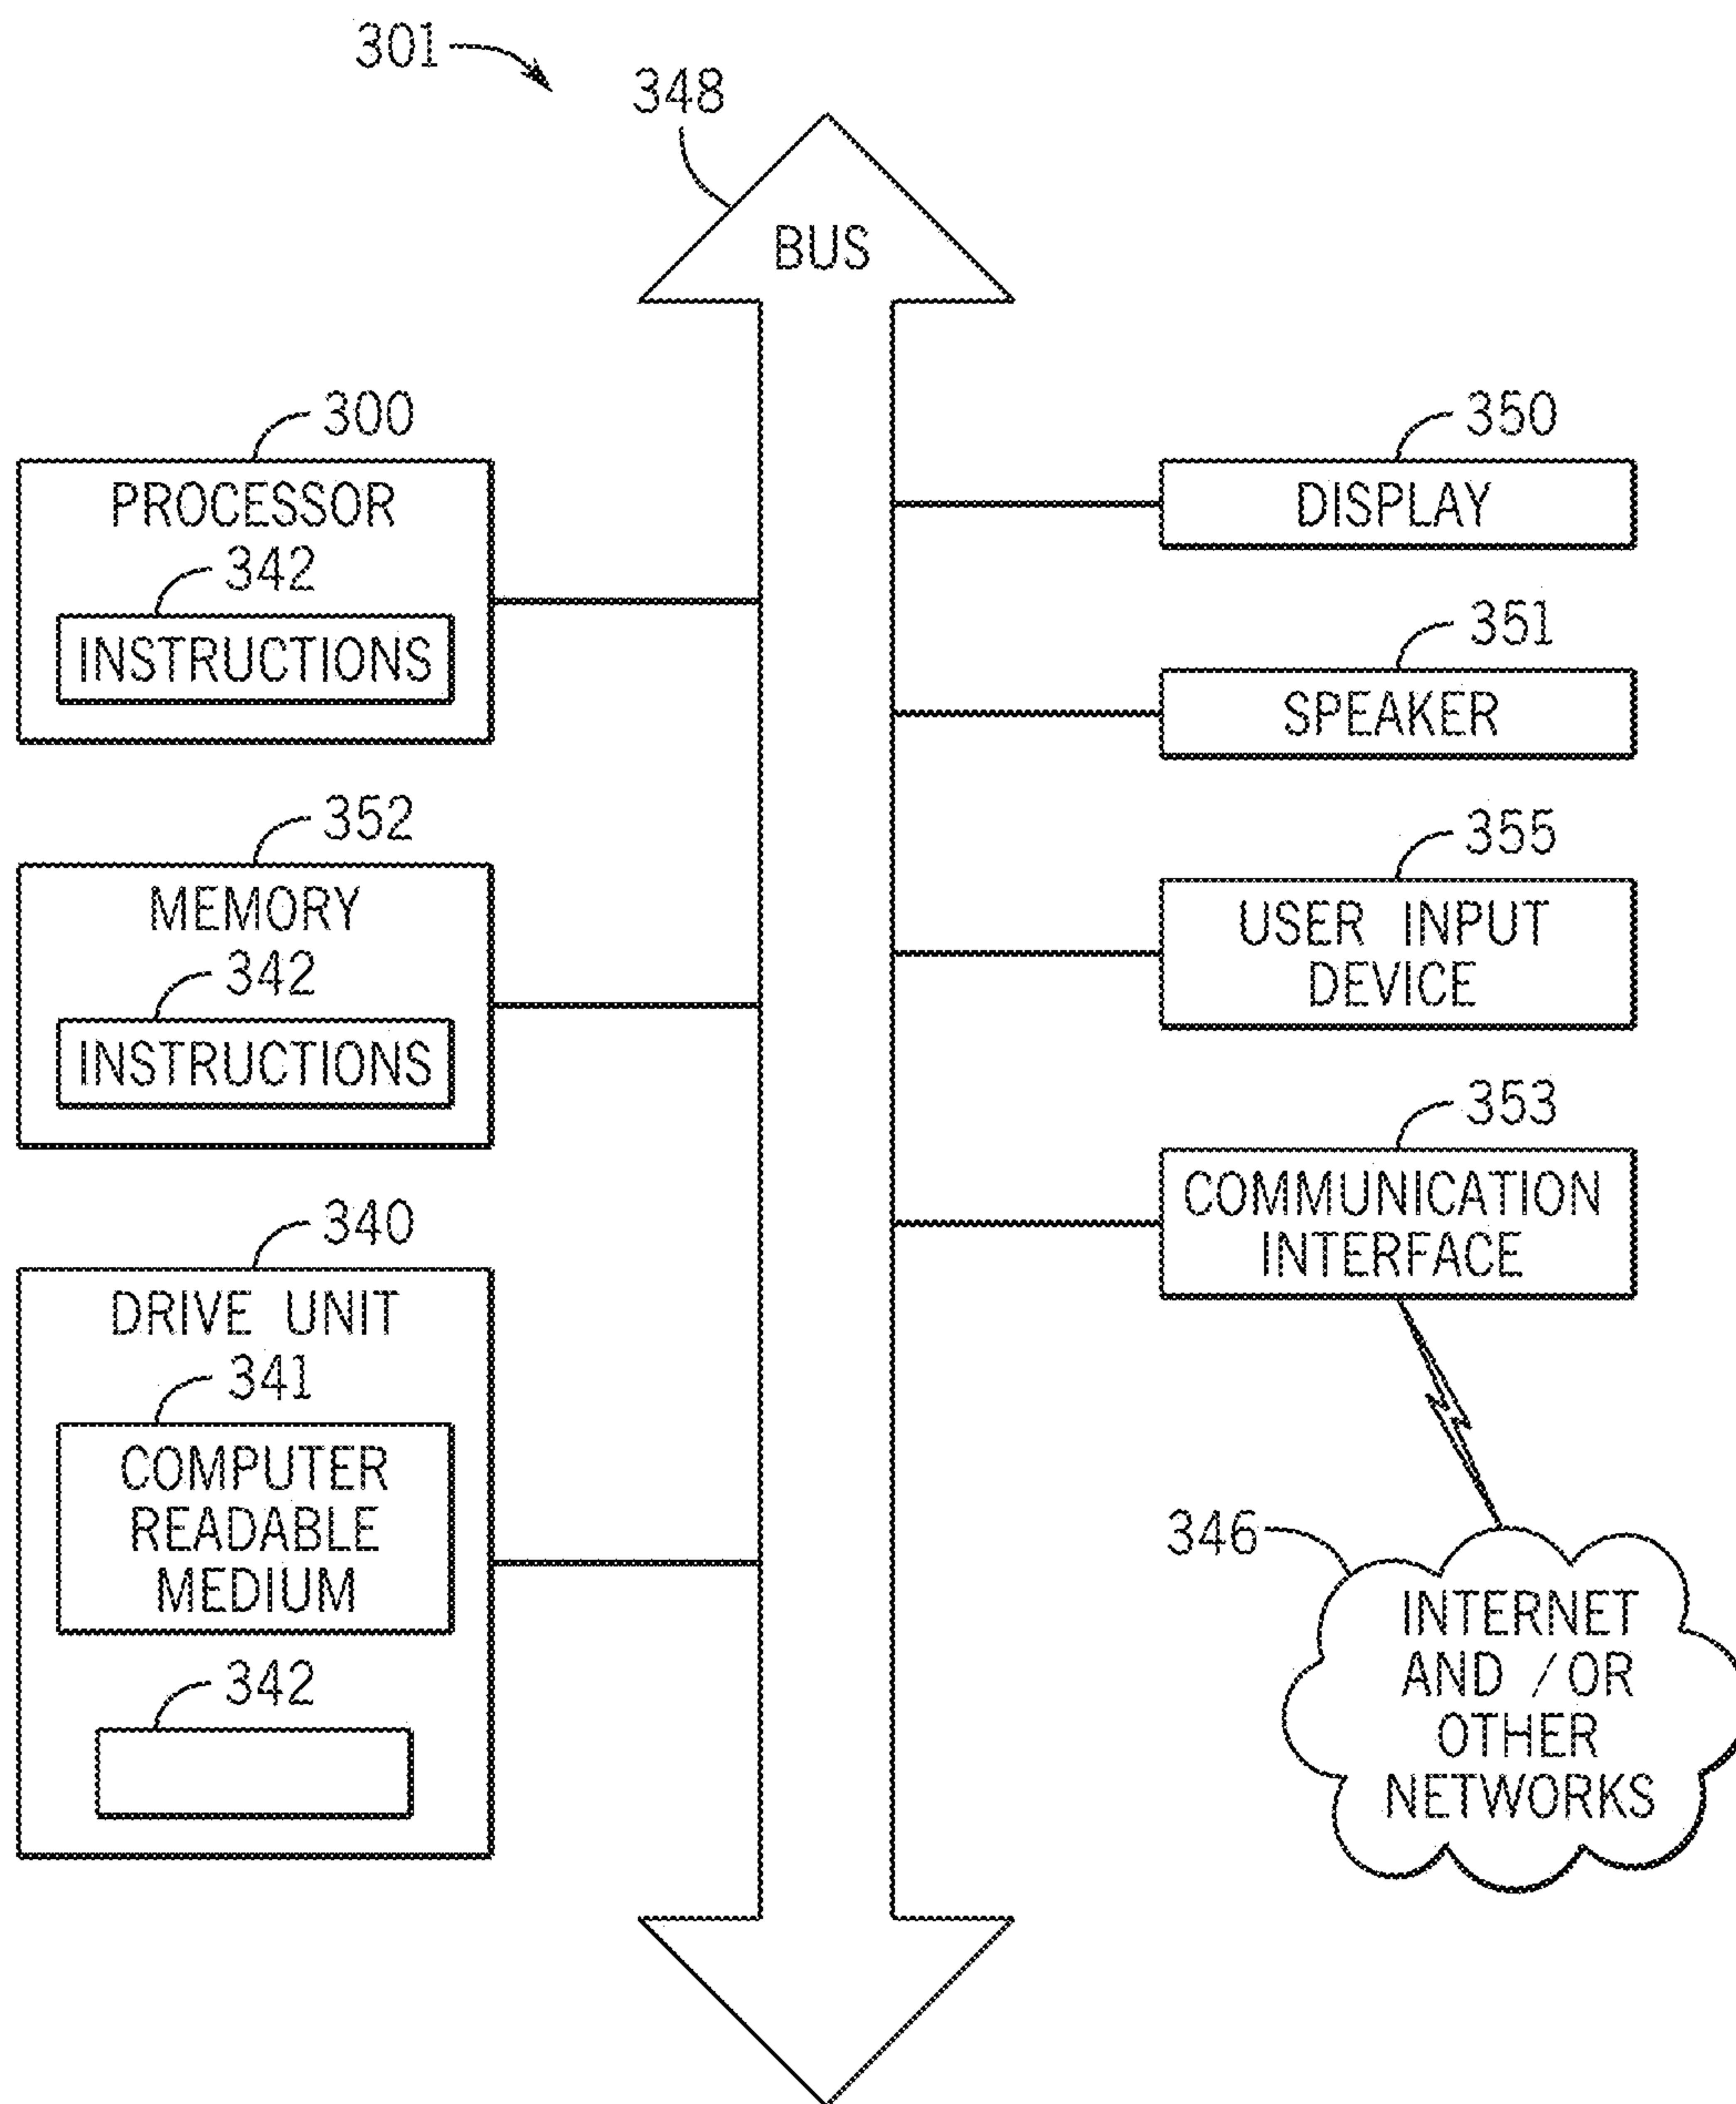 301
348
BUS
300
PROCESSOR
342
INSTRUCTIONS
352
MEMORY
342
INSTRUCTIONS
340
DRIVE UNIT
341
COMPUTER
READABLE
MEDIUM
342
350
DISPLAY
351
SPEAKER
355
USER INPUT
DEVICE
353
COMMUNICATION
INTERFACE
346
INTERNET
AND /OR
OTHER
NETWORKS